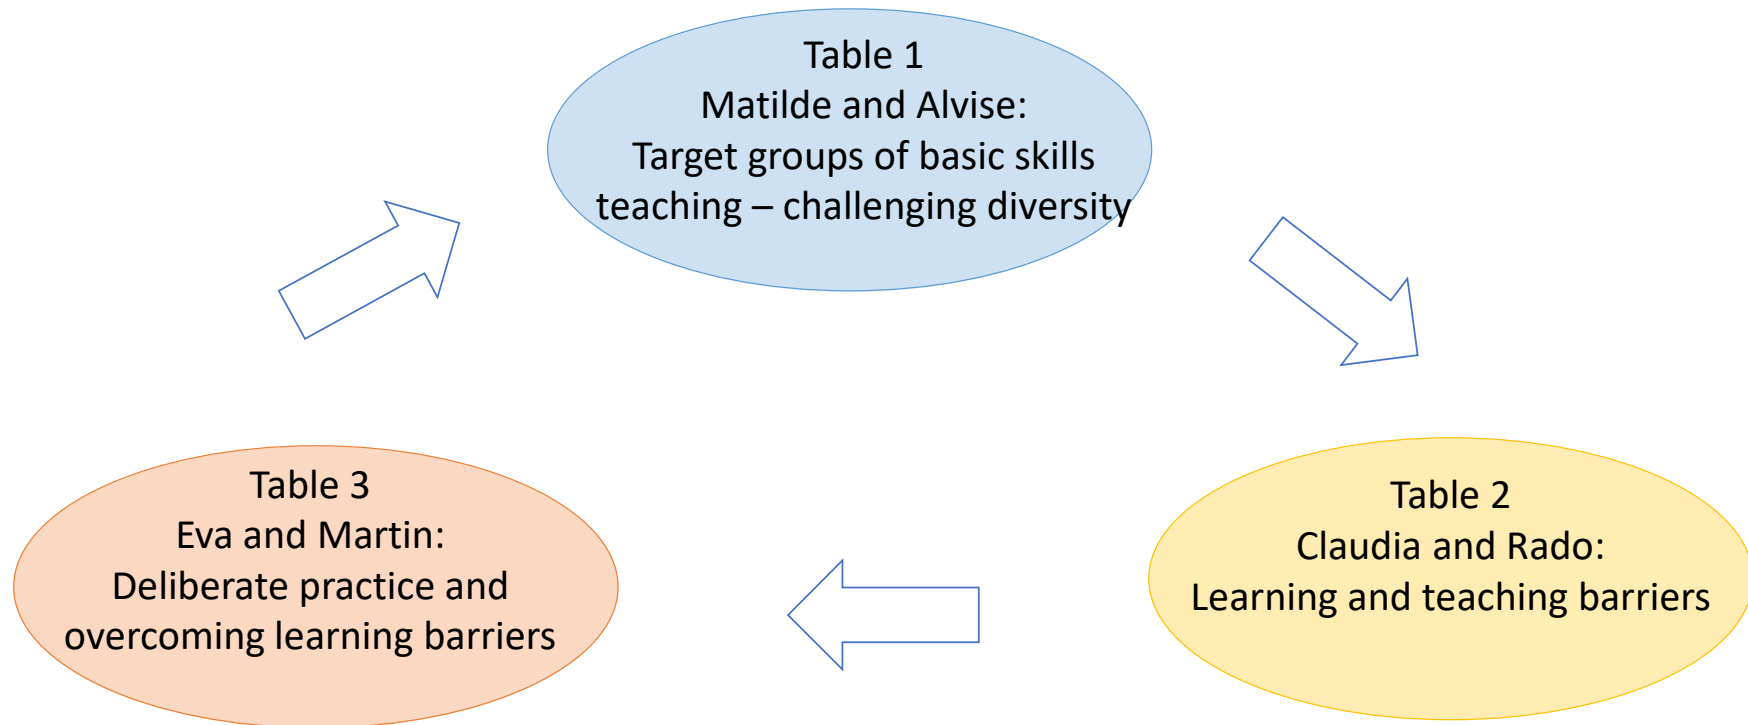 Table 1
Matilde and Alvise:
Target groups of basic skills
teaching – challenging diversity
Table 3
Eva and Martin:
Deliberate practice and
overcoming learning barriers
Table 2
Claudia and Rado:
Learning and teaching barriers